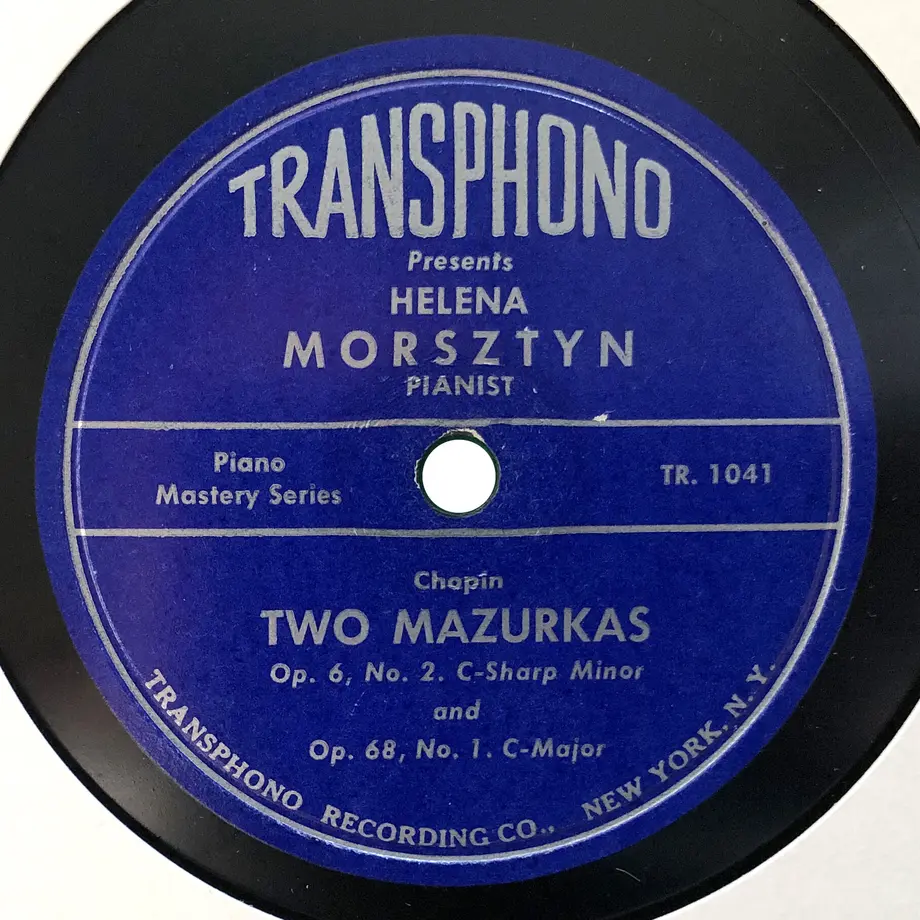 TRANSPHONO
Presents
HELENA
MORSZTYN
PIANIST
Piano
Mastery Series
TR. 1041
Chopin
TWO MAZURKAS
Op. 6, No. 2. C-Sharp Minor
and
Op. 68, No. 1. C-Major
TRANSPHONO RECORDING CO., NEW YORK, N. Y.